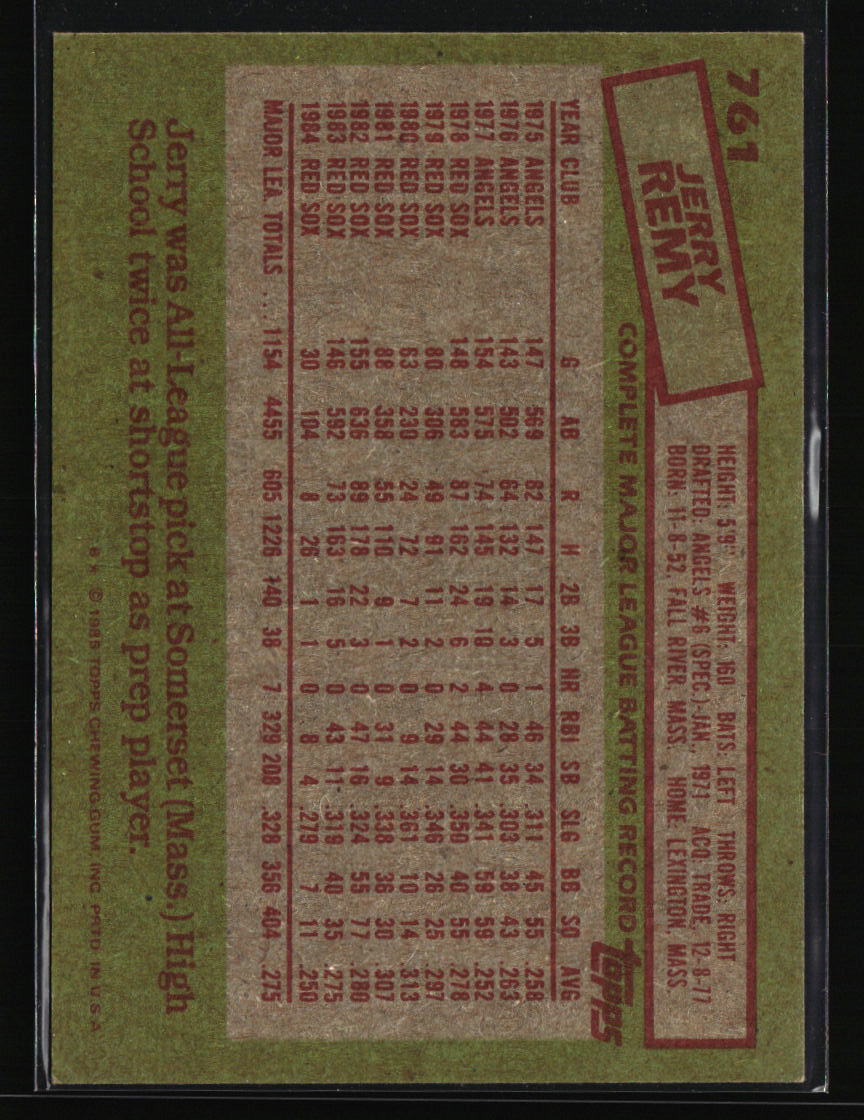 761
JERRY
REMY
HEIGHT: 5'9" WEIGHT: 160 BATS: LEFT THROWS: RIGHT
DRAFTED: ANGELS #6 (SPEC.)-JAN., 1971 ACQ. TRADE, 12-8-77
BORN: 11-8-52, FALL RIVER, MASS. HOME: LEXINGTON, MASS.
COMPLETE MAJOR LEAGUE BATTING RECORD
topps
YEAR CLUB G AB R H 2B 3B HR RBI SB SLG BB SO AVG
1975 ANGELS 147 569 82 147 17 5 1 46 34 .311 45 55 .258
1976 ANGELS 143 502 64 132 14 3 0 28 35 .303 38 43 .263
1977 ANGELS 154 575 74 145 19 10 4 44 41 .341 59 59 .252
1978 RED SOX 148 583 87 162 24 6 2 44 30 .350 40 55 .278
1979 RED SOX 80 306 49 91 11 2 0 29 14 .346 26 25 .297
1980 RED SOX 63 230 24 72 7 2 0 9 14 .361 10 14 .313
1981 RED SOX 88 358 55 110 9 1 0 31 9 .338 36 30 .307
1982 RED SOX 155 636 89 178 22 3 0 47 16 .324 55 77 .280
1983 RED SOX 146 592 73 163 16 5 0 43 11 .319 40 35 .275
1984 RED SOX 30 104 8 26 1 1 0 8 4 .279 7 11 .250
MAJOR LEA. TOTALS ... 1154 4455 605 1226 140 38 7 329 208 .328 356 404 .275
Jerry was All-League pick at Somerset (Mass.) High
School twice at shortstop as prep player.
B* © 1985 TOPPS CHEWING GUM, INC. PRTD. IN U.S.A.